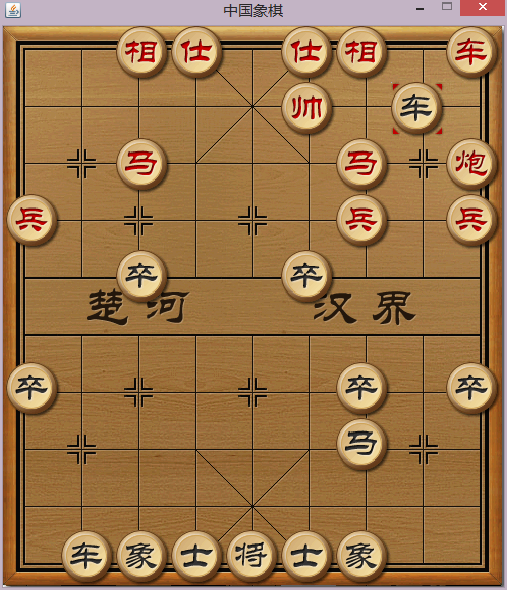 中国象棋
相 仕 仕 相 车
帅 车
马 马 炮
兵 兵 兵
卒 卒
楚河 汉界
卒 卒 卒
马
车 象 士 将 士 象